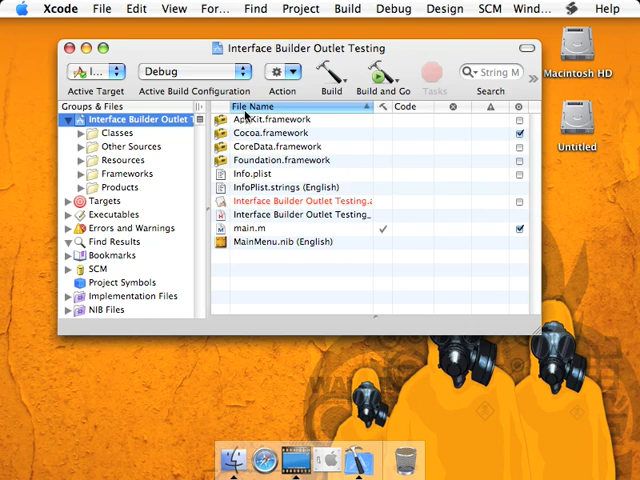 Xcode File Edit View For... Find Project Build Debug Design SCM Wind... Help
Interface Builder Outlet Testing
I... Debug String M
Active Target Active Build Configuration Action Build Build and Go Tasks Search
Groups & Files File Name Code
Interface Builder Outlet T
Classes
Other Sources
Resources
Frameworks
Products
Targets
Executables
Errors and Warnings
Find Results
Bookmarks
SCM
Project Symbols
Implementation Files
NIB Files
AppKit.framework
Cocoa.framework
CoreData.framework
Foundation.framework
Info.plist
InfoPlist.strings (English)
Interface Builder Outlet Testing.a
Interface Builder Outlet Testing_
main.m
MainMenu.nib (English)
Macintosh HD
Untitled